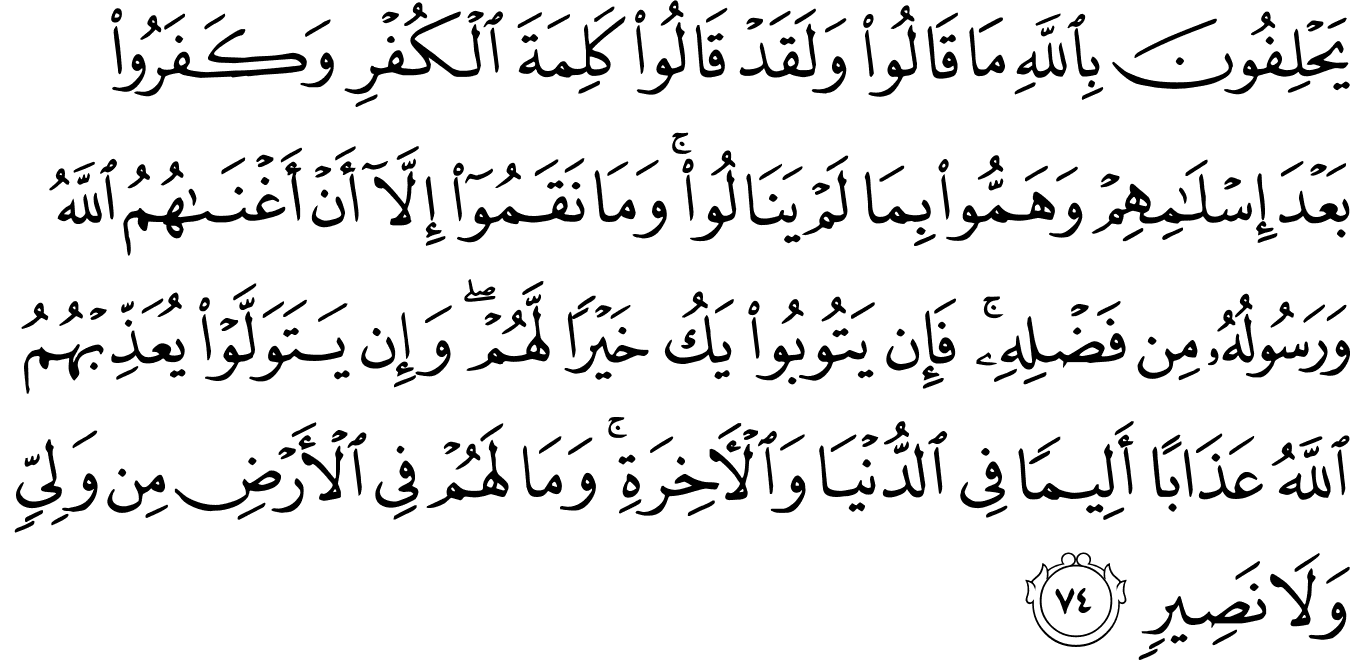 يَحْلِفُونَ بِٱللَّهِ مَا قَالُوا۟ وَلَقَدْ قَالُوا۟ كَلِمَةَ ٱلْكُفْرِ وَكَفَرُوا۟
بَعْدَ إِسْلَـٰمِهِمْ وَهَمُّوا۟ بِمَا لَمْ يَنَالُوا۟ ۚ وَمَا نَقَمُوٓا۟ إِلَّآ أَنْ أَغْنَىٰهُمُ ٱللَّهُ
وَرَسُولُهُۥ مِن فَضْلِهِۦ ۚ فَإِن يَتُوبُوا۟ يَكُ خَيْرًا لَّهُمْ ۖ وَإِن يَتَوَلَّوْا۟ يُعَذِّبْهُمُ
ٱللَّهُ عَذَابًا أَلِيمًا فِى ٱلدُّنْيَا وَٱلْـَٔاخِرَةِ ۚ وَمَا لَهُمْ فِى ٱلْأَرْضِ مِن وَلِىٍّ
وَلَا نَصِيرٍ ٧٤